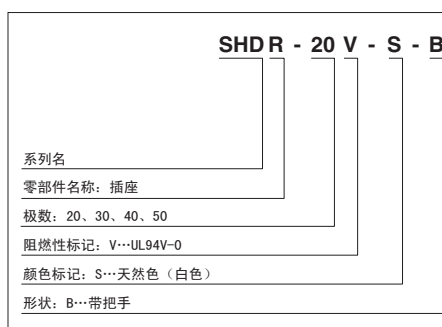 SHD R - 20 V - S - B
系列名
零部件名称：插座
极数：20、30、40、50
阻燃性标记：V…UL94V-0
颜色标记：S…天然色（白色）
形状：B…带把手